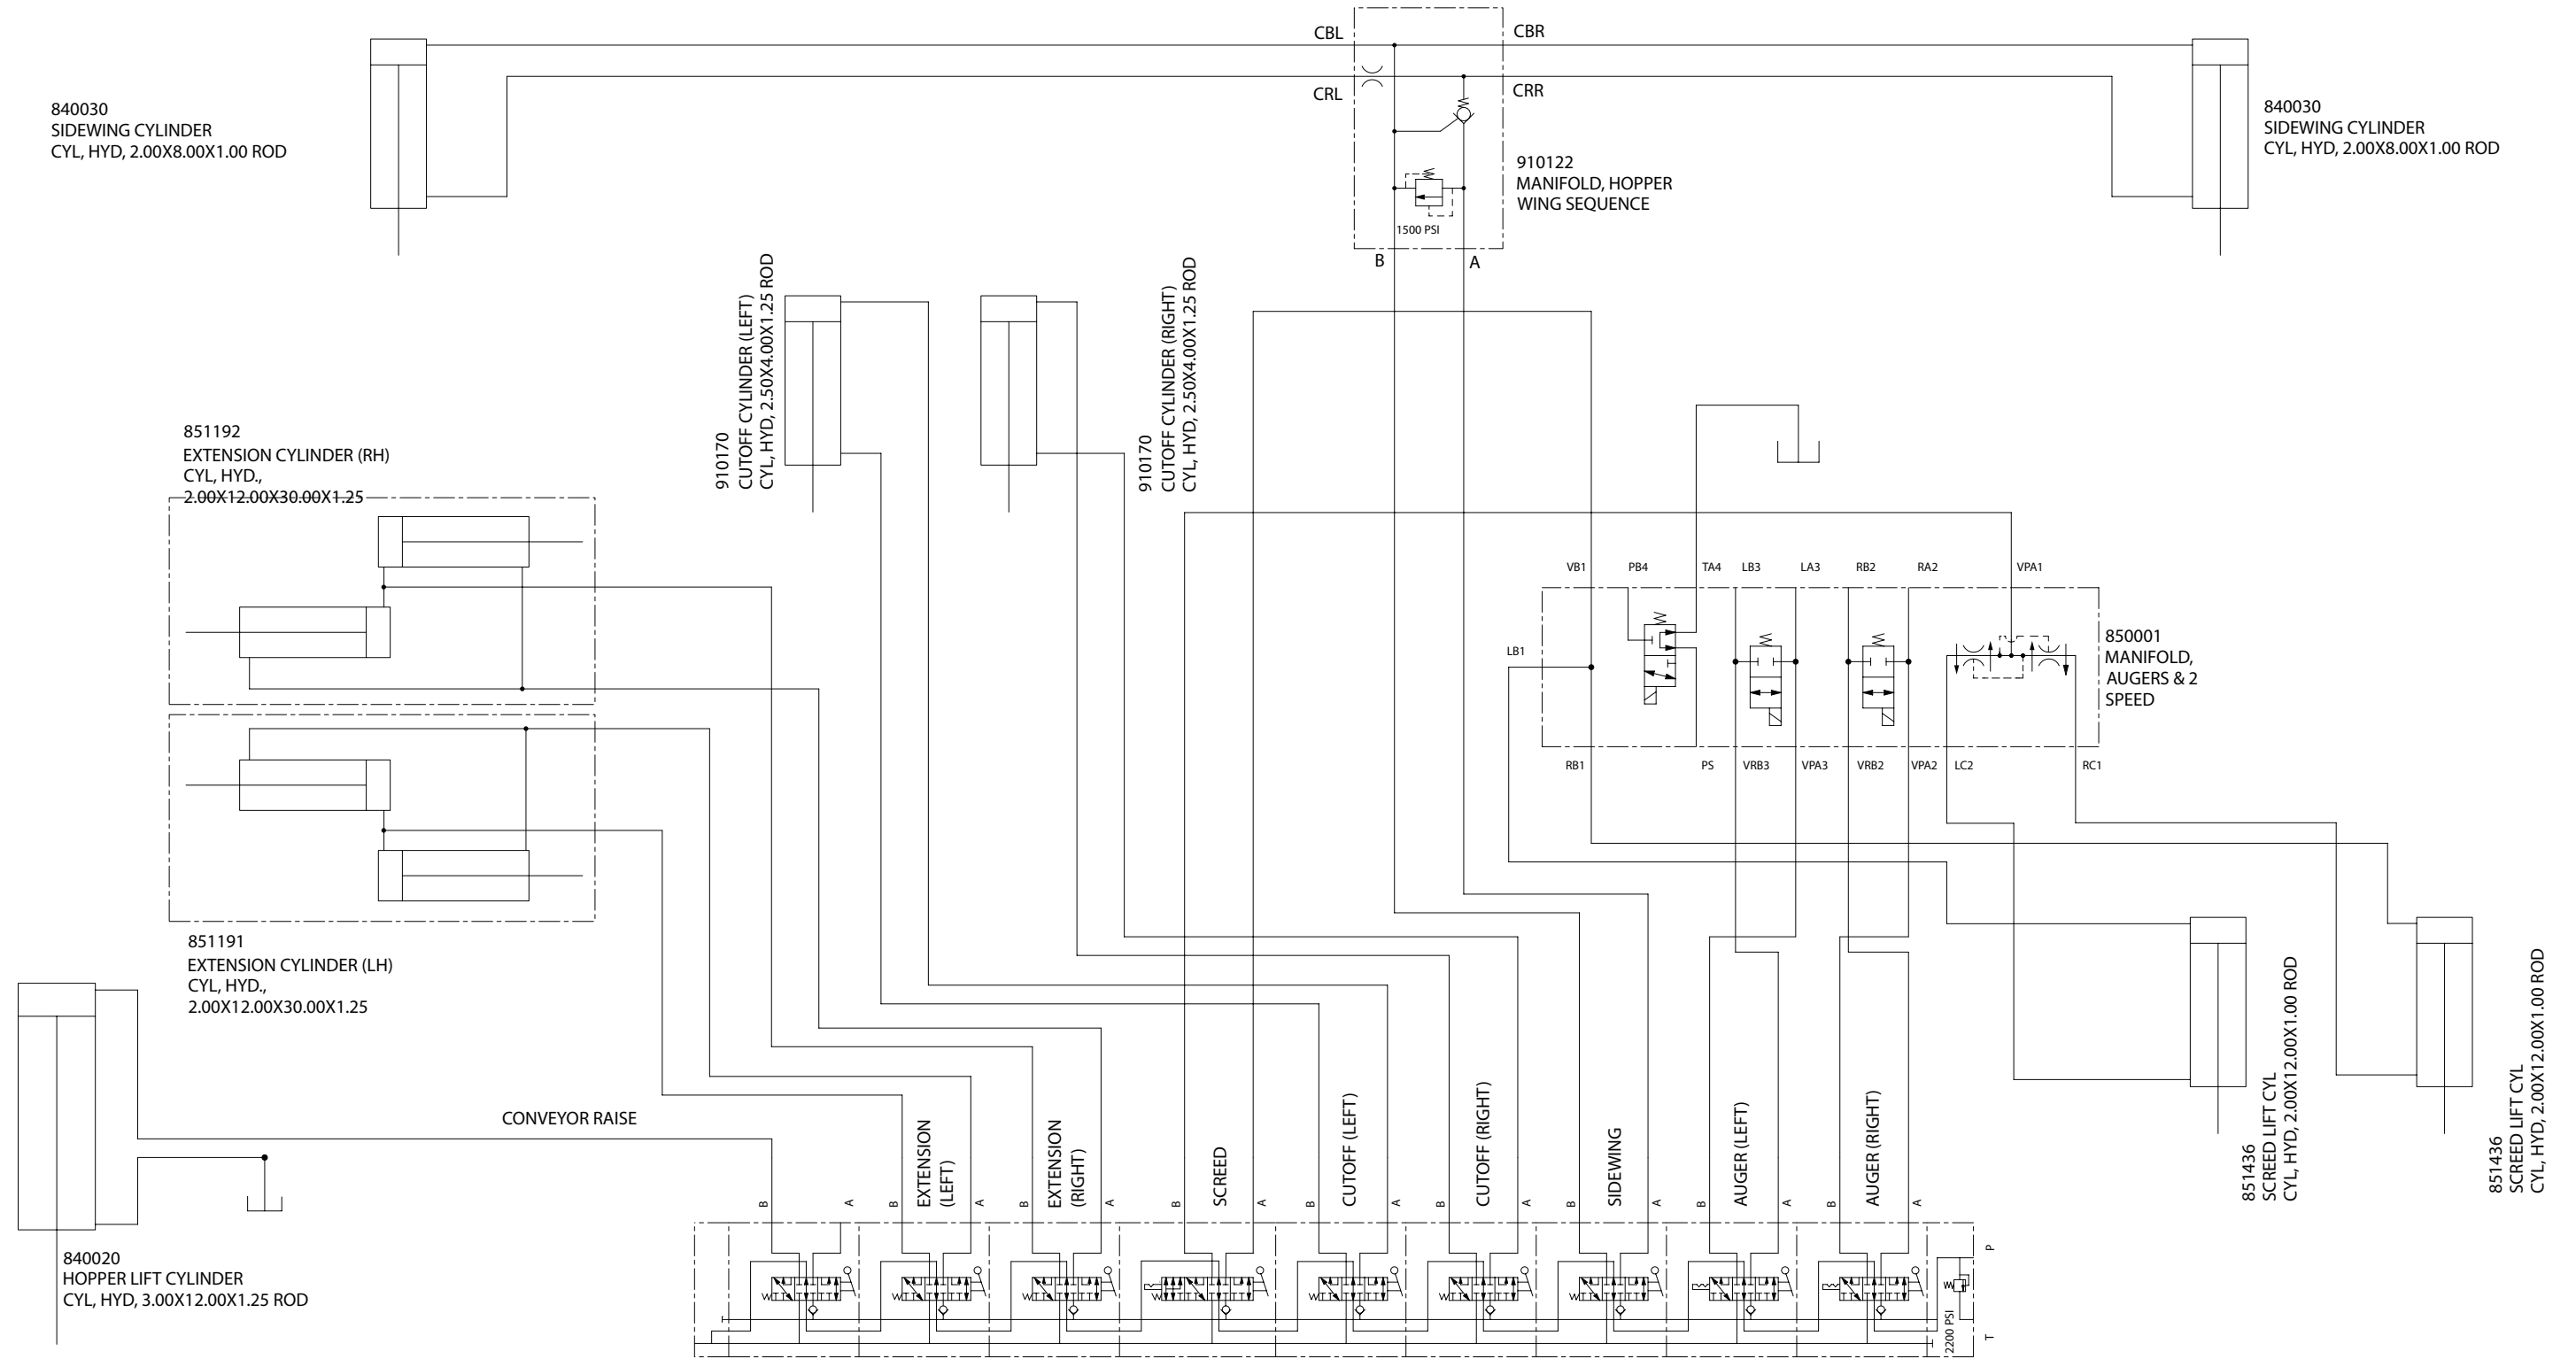 CBL
CBR
CRL
CRR
840030
SIDEWING CYLINDER
CYL, HYD, 2.00X8.00X1.00 ROD
840030
SIDEWING CYLINDER
CYL, HYD, 2.00X8.00X1.00 ROD
910122
MANIFOLD, HOPPER
WING SEQUENCE
1500 PSI
B
A
910170
CUTOFF CYLINDER (LEFT)
CYL, HYD, 2.50X4.00X1.25 ROD
910170
CUTOFF CYLINDER (RIGHT)
CYL, HYD, 2.50X4.00X1.25 ROD
851192
EXTENSION CYLINDER (RH)
CYL, HYD.,
2.00X12.00X30.00X1.25
VB1
PB4
TA4
LB3
LA3
RB2
RA2
VPA1
LB1
850001
MANIFOLD,
AUGERS & 2
SPEED
RB1
PS
VRB3
VPA3
VRB2
VPA2
LC2
RC1
851191
EXTENSION CYLINDER (LH)
CYL, HYD.,
2.00X12.00X30.00X1.25
CONVEYOR RAISE
840020
HOPPER LIFT CYLINDER
CYL, HYD, 3.00X12.00X1.25 ROD
B
A
B
EXTENSION
(LEFT)
A
B
EXTENSION
(RIGHT)
A
B
SCREED
A
B
CUTOFF (LEFT)
A
B
CUTOFF (RIGHT)
A
B
SIDEWING
A
B
AUGER (LEFT)
A
B
AUGER (RIGHT)
A
P
2200 PSI
T
851436
SCREED LIFT CYL
CYL, HYD, 2.00X12.00X1.00 ROD
851436
SCREED LIFT CYL
CYL, HYD, 2.00X12.00X1.00 ROD